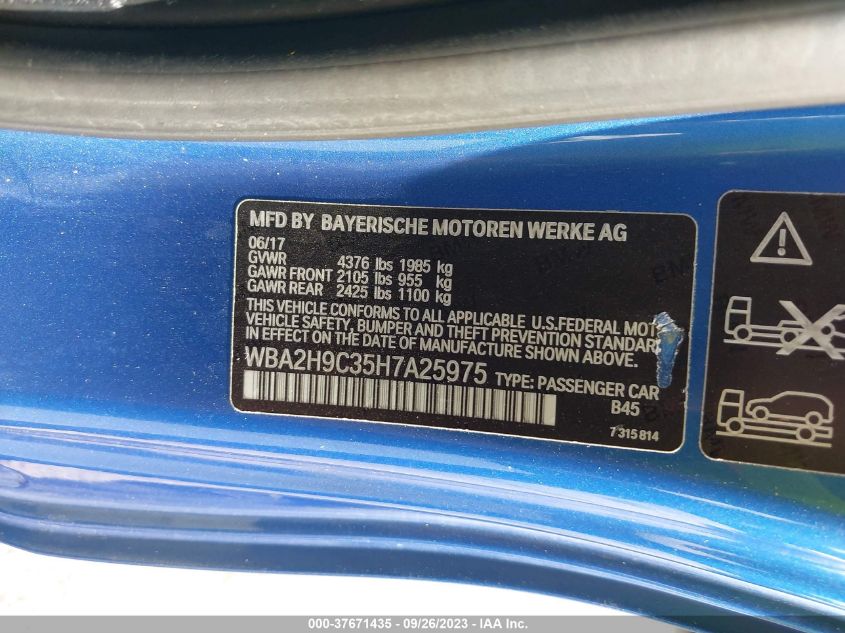 MFD BY BAYERISCHE MOTOREN WERKE AG
06/17
GVWR 4376 lbs 1985 kg
GAWR FRONT 2105 lbs 955 kg
GAWR REAR 2425 lbs 1100 kg
THIS VEHICLE CONFORMS TO ALL APPLICABLE U.S.FEDERAL MOT
VEHICLE SAFETY, BUMPER AND THEFT PREVENTION STANDAR
IN EFFECT ON THE DATE OF MANUFACTURE SHOWN ABOVE.
WBA2H9C35H7A25975 TYPE: PASSENGER CAR
B45
7 315 814
000-37671435 - 09/26/2023 - IAA Inc.